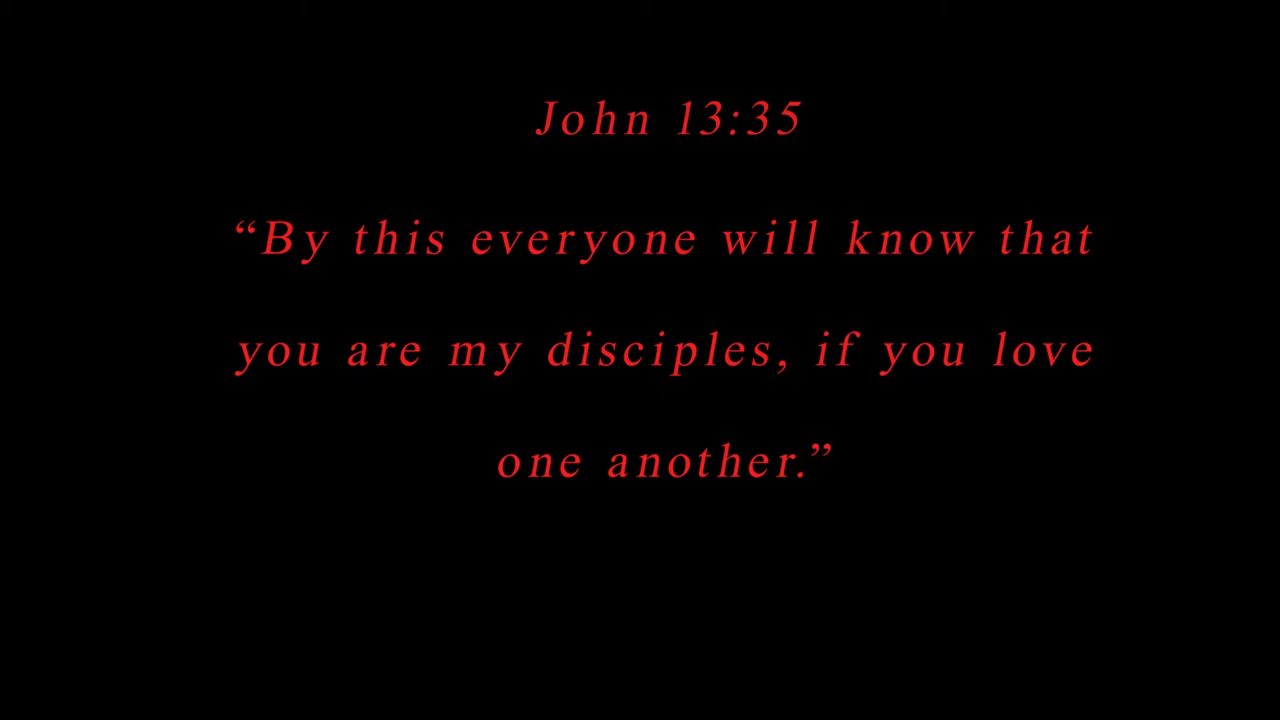 John 13:35
“By this everyone will know that
you are my disciples, if you love
one another.”